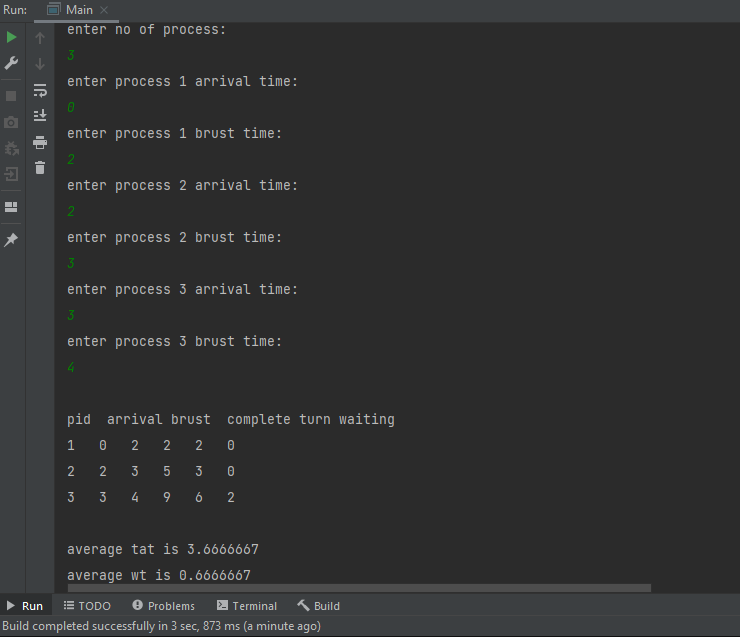 Run: Main
enter no of process:
3
enter process 1 arrival time:
0
enter process 1 brust time:
2
enter process 2 arrival time:
2
enter process 2 brust time:
3
enter process 3 arrival time:
3
enter process 3 brust time:
4
pid  arrival brust  complete turn waiting
1   0   2   2   2   0
2   2   3   5   3   0
3   3   4   9   6   2
average tat is 3.6666667
average wt is 0.6666667
Run TODO Problems Terminal Build
Build completed successfully in 3 sec, 873 ms (a minute ago)